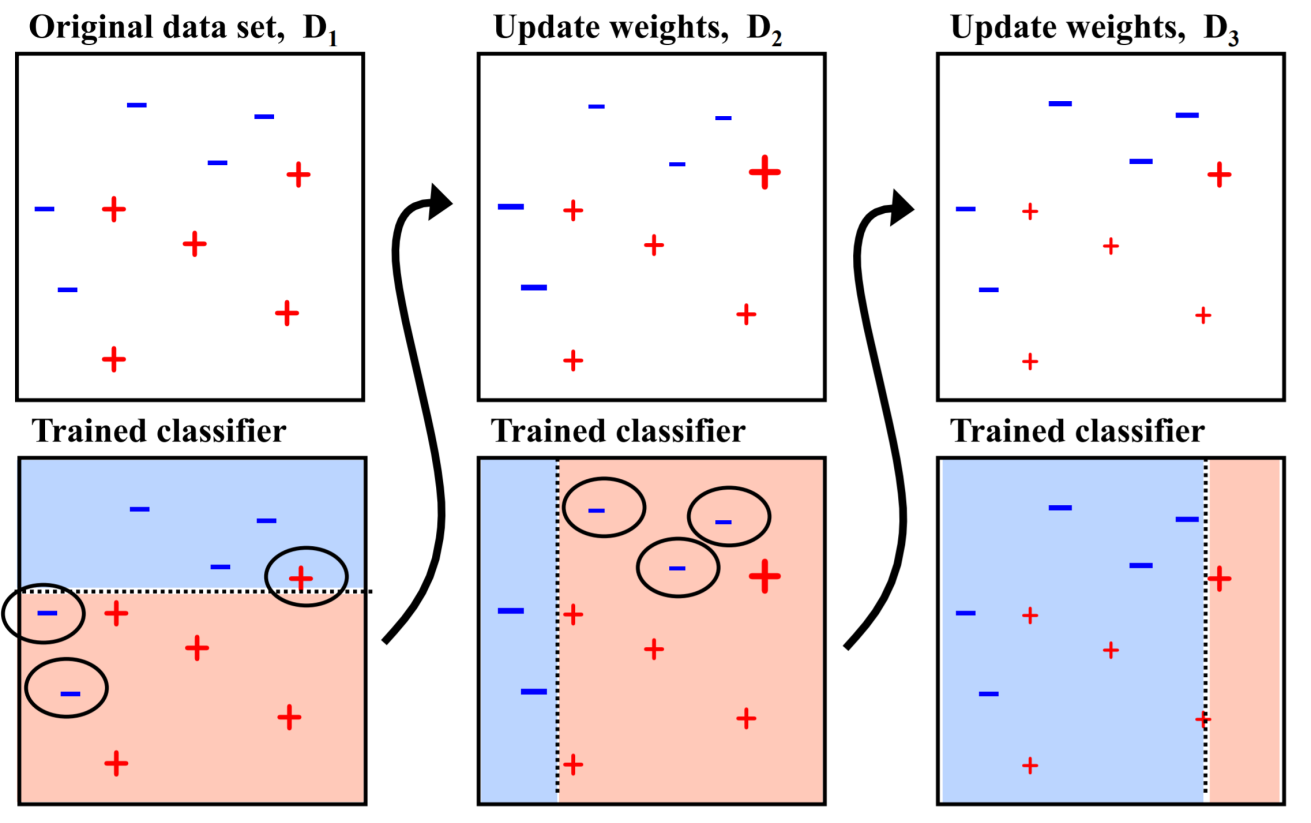 Original data set, D1
Update weights, D2
Update weights, D3
Trained classifier
Trained classifier
Trained classifier